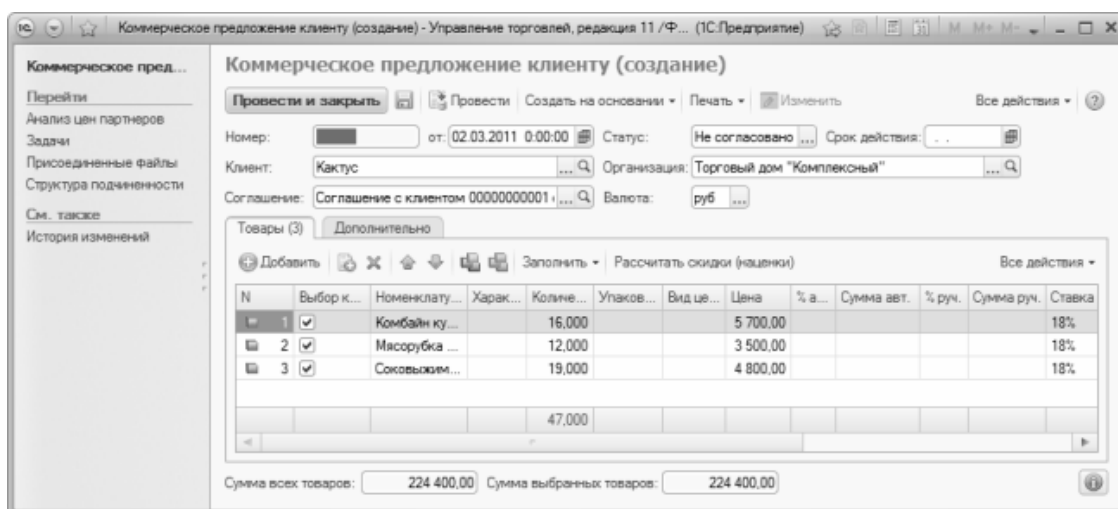 Коммерческое предложение клиенту (создание) - Управление торговлей, редакция 11 /Ф... (1С:Предприятие) M M+ M-
Коммерческое пред...
Перейти
Анализ цен партнеров
Задачи
Присоединенные файлы
Структура подчиненности
См. также
История изменений
Коммерческое предложение клиенту (создание)
Провести и закрыть Провести Создать на основании Печать Изменить Все действия
Номер: от: 02.03.2011 0:00:00 Статус: Не согласовано ... Срок действия: . .
Клиент: Кактус ... Организация: Торговый дом "Комплексный" ...
Соглашение: Соглашение с клиентом 00000000001 ... Валюта: руб ...
Товары (3) Дополнительно
Добавить Заполнить Рассчитать скидки (наценки) Все действия
N Выбор к... Номенклату... Харак... Количе... Упаков... Вид це... Цена % а... Сумма авт. % руч. Сумма руч. Ставка
1 Комбайн ку... 16,000 5 700,00 18%
2 Мясорубка ... 12,000 3 500,00 18%
3 Соковыжим... 19,000 4 800,00 18%
47,000
Сумма всех товаров: 224 400,00 Сумма выбранных товаров: 224 400,00